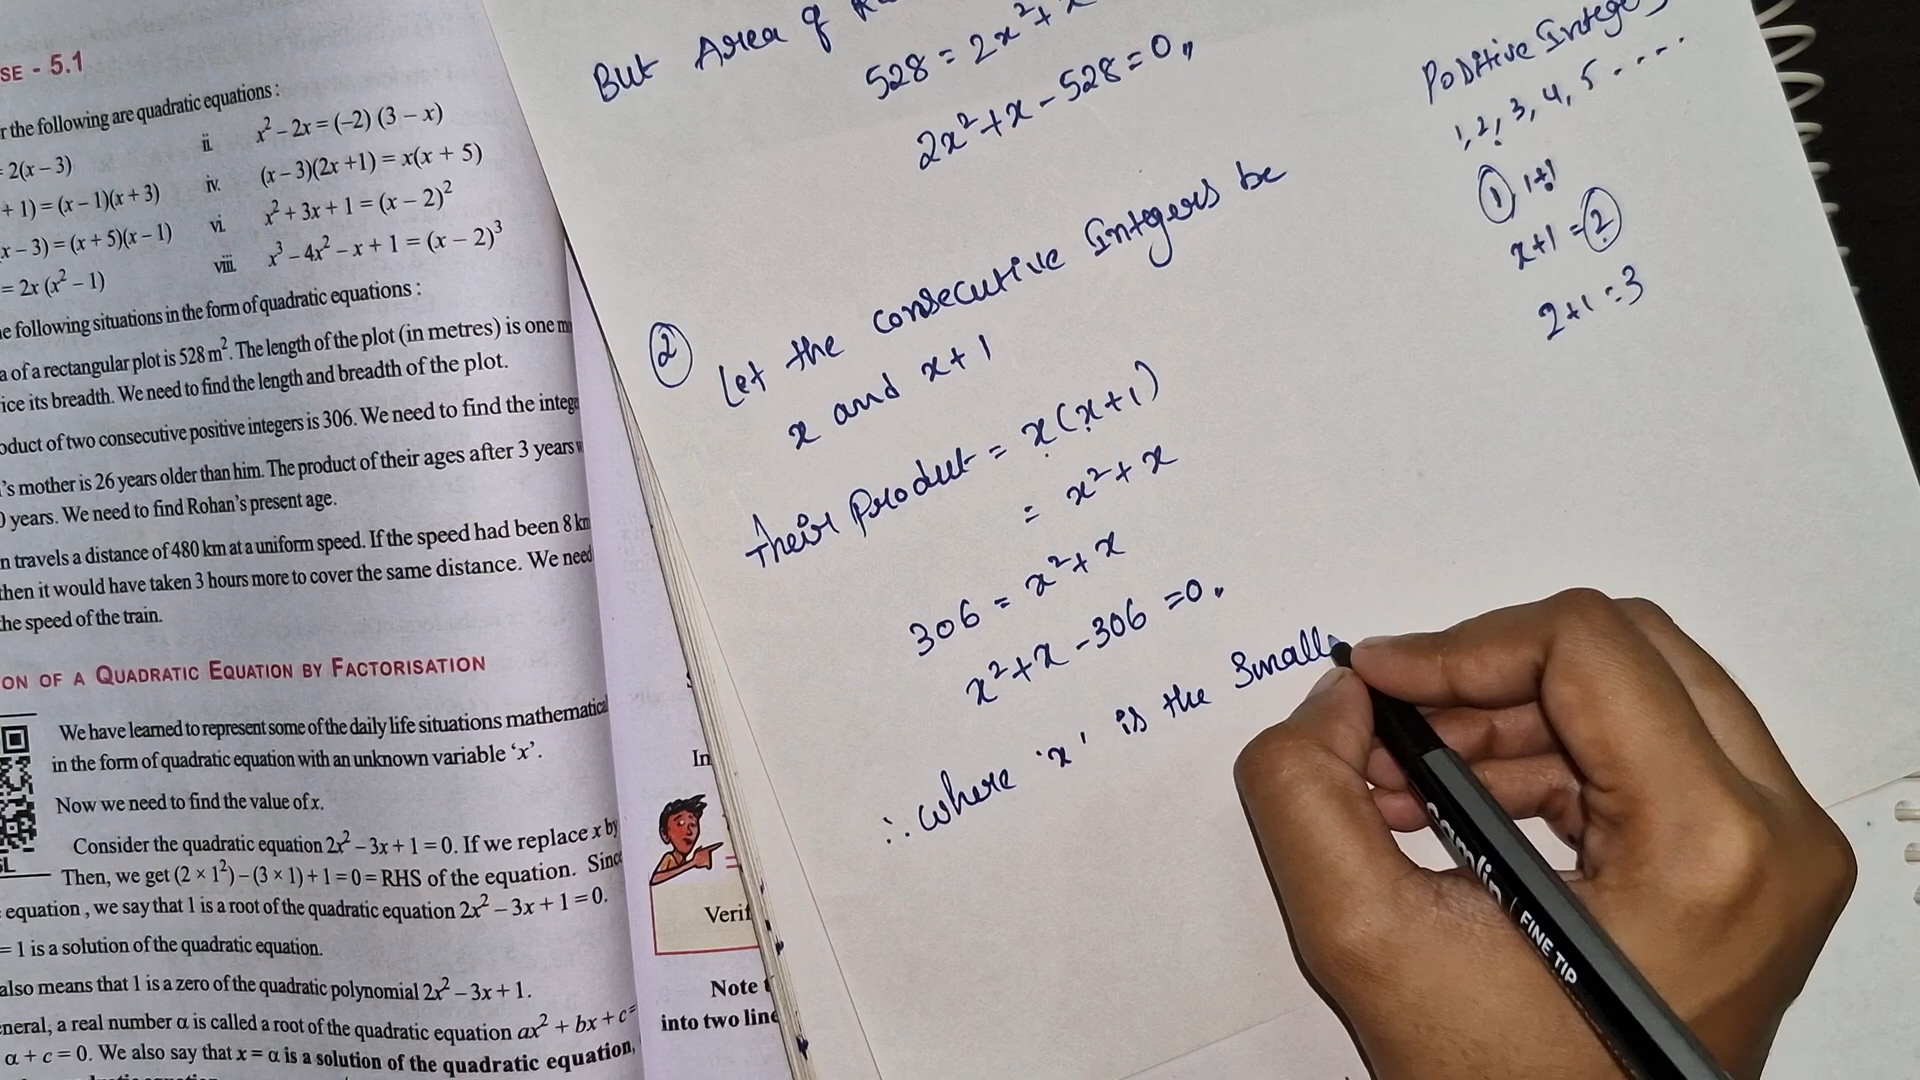 SE - 5.1
r the following are quadratic equations :
= 2(x – 3)
ii. x² – 2x = (–2) (3 – x)
+ 1) = (x – 1)(x + 3)
iv. (x – 3)(2x +1) = x(x + 5)
x – 3) = (x + 5)(x – 1)
vi. x² + 3x + 1 = (x – 2)²
= 2x (x² – 1)
viii. x³ – 4x² – x + 1 = (x – 2)³
e following situations in the form of quadratic equations :
a of a rectangular plot is 528 m². The length of the plot (in metres) is one m
ice its breadth. We need to find the length and breadth of the plot.
oduct of two consecutive positive integers is 306. We need to find the intege
's mother is 26 years older than him. The product of their ages after 3 years w
0 years. We need to find Rohan's present age.
n travels a distance of 480 km at a uniform speed. If the speed had been 8 km
then it would have taken 3 hours more to cover the same distance. We need
he speed of the train.
ON OF A QUADRATIC EQUATION BY FACTORISATION
We have learned to represent some of the daily life situations mathematical
in the form of quadratic equation with an unknown variable ‘x’.
Now we need to find the value of x.
Consider the quadratic equation 2x² – 3x + 1 = 0. If we replace x by
Then, we get (2 × 1²) – (3 × 1) + 1 = 0 = RHS of the equation. Since
equation , we say that 1 is a root of the quadratic equation 2x² – 3x + 1 = 0.
= 1 is a solution of the quadratic equation.
also means that 1 is a zero of the quadratic polynomial 2x² – 3x + 1.
eneral, a real number α is called a root of the quadratic equation ax² + bx + c =
α + c = 0. We also say that x = α is a solution of the quadratic equation,
In
Verif
Note t
into two line
But Area of
528 = 2x² + x
2x² + x - 528 = 0,,
② Let the consecutive Integers be
x and x+1
Their product = x(x+1)
= x² + x
306 = x² + x
x² + x - 306 = 0.
∴ where 'x' is the Small
Positive Integers
1, 2, 3, 4, 5 . . . .
① 1+1
x+1 = ②
2+1 = 3
camlin FINE TIP